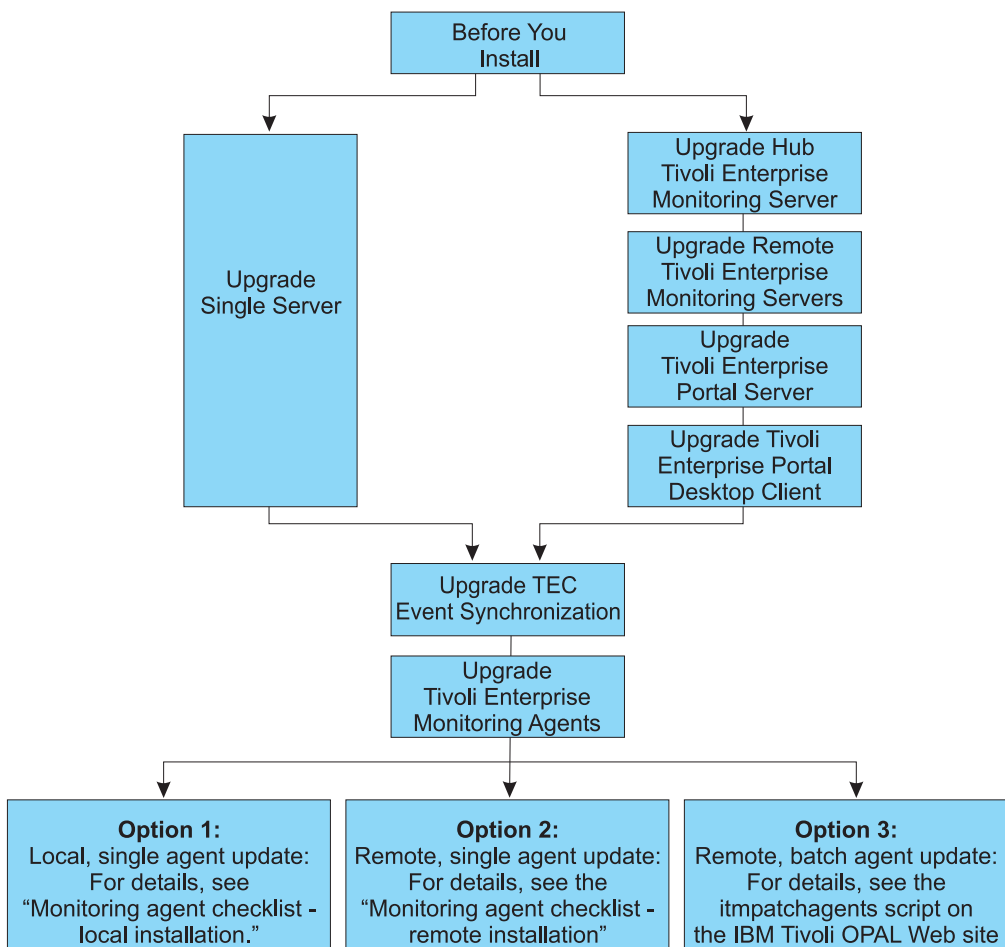 Before You
Install
Upgrade
Single Server
Upgrade Hub
Tivoli Enterprise
Monitoring Server
Upgrade Remote
Tivoli Enterprise
Monitoring Servers
Upgrade
Tivoli Enterprise
Portal Server
Upgrade Tivoli
Enterprise Portal
Desktop Client
Upgrade TEC
Event Synchronization
Upgrade
Tivoli Enterprise
Monitoring Agents
Option 1:
Local, single agent update:
For details, see
“Monitoring agent checklist -
local installation.”
Option 2:
Remote, single agent update:
For details, see the
“Monitoring agent checklist -
remote installation”
Option 3:
Remote, batch agent update:
For details, see the
itmpatchagents script on
the IBM Tivoli OPAL Web site